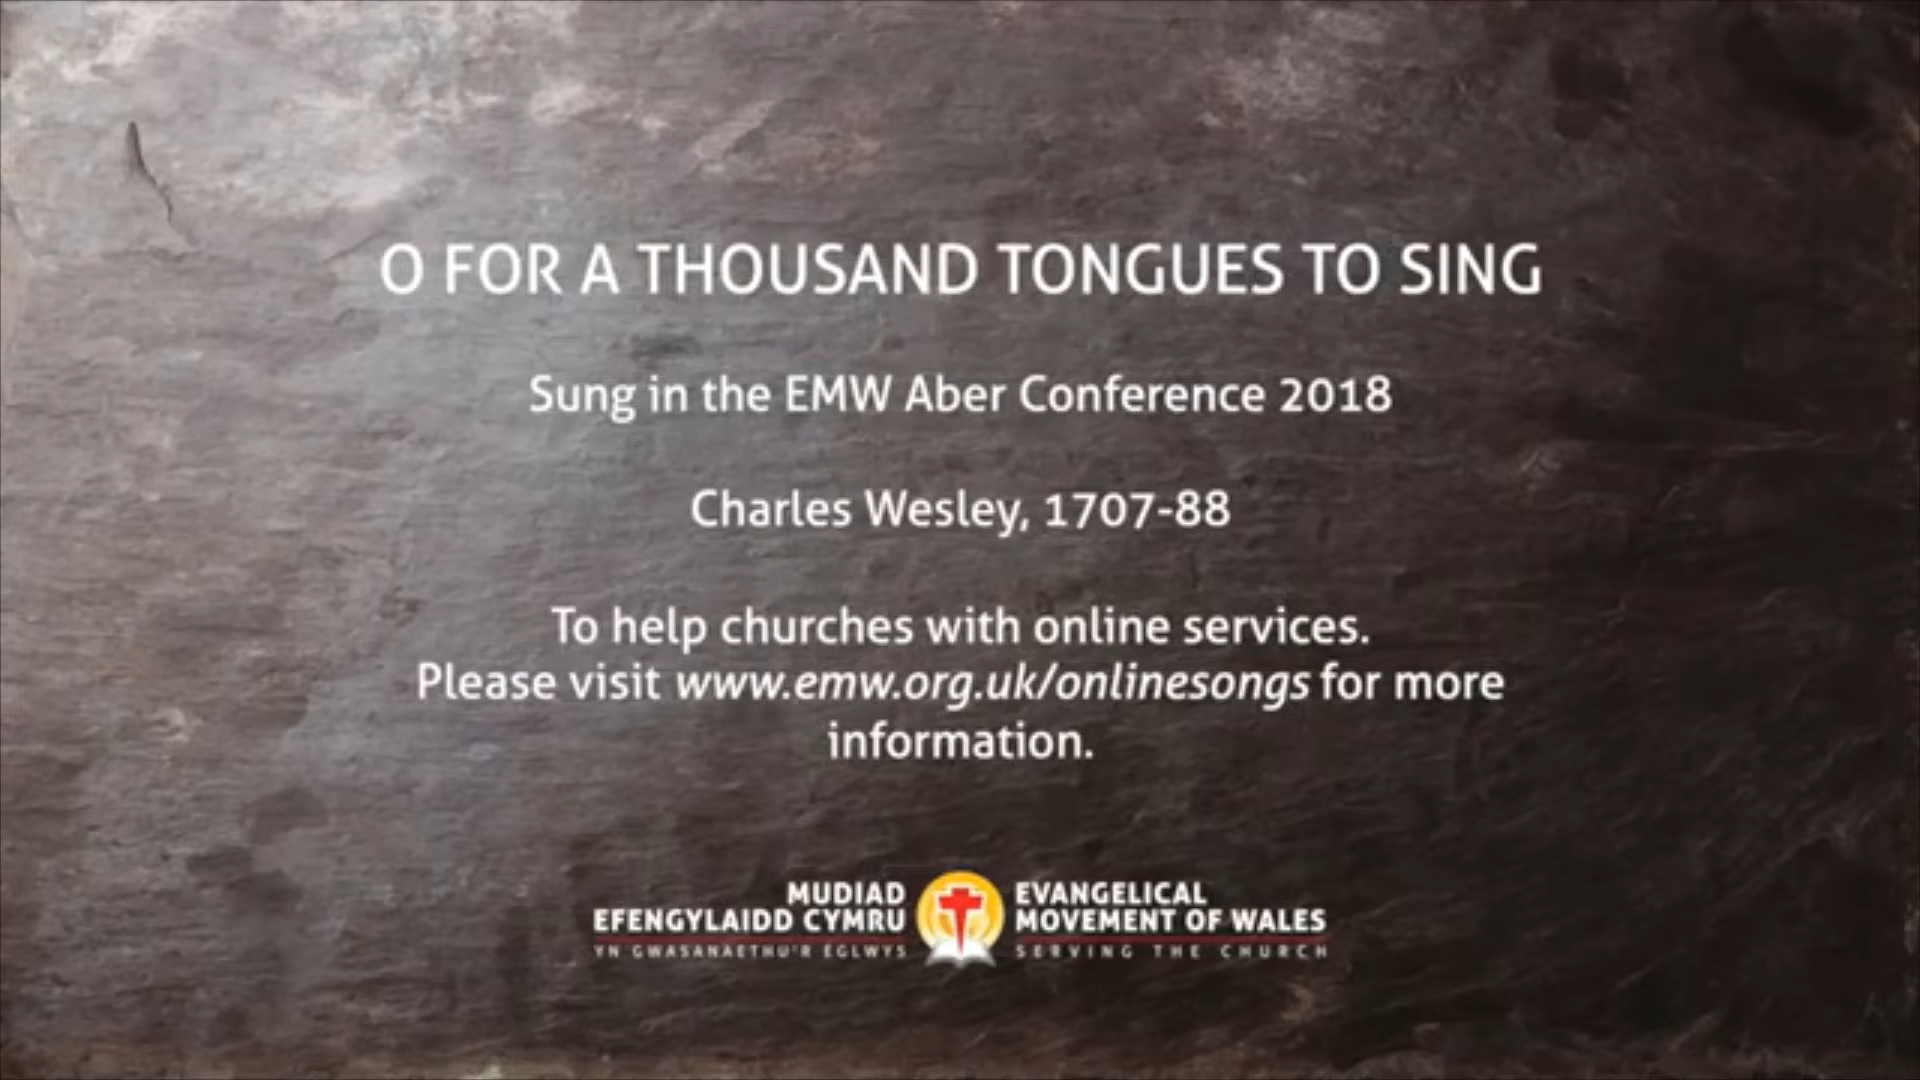 O FOR A THOUSAND TONGUES TO SING
Sung in the EMW Aber Conference 2018
Charles Wesley, 1707-88
To help churches with online services.
Please visit www.emw.org.uk/onlinesongs for more
information.
MUDIAD
EFENGYLAIDD CYMRU
YN GWASANAETHU'R EGLWYS
EVANGELICAL
MOVEMENT OF WALES
SERVING THE CHURCH